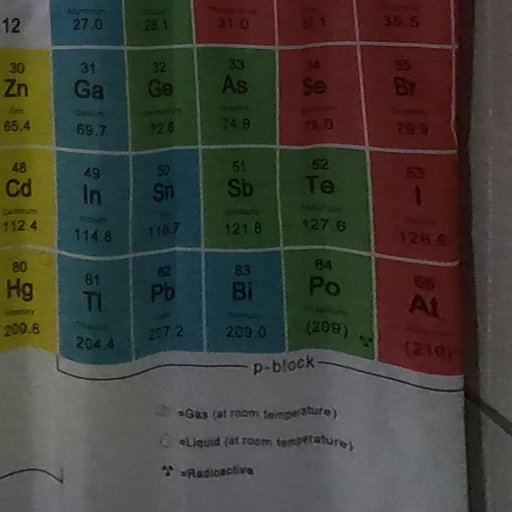 27.0 28.1 31.0 32.1 35.5
12
30 31 32 33 34 35
Zn Ga Ge As Se Br
65.4 69.7 72.6 74.9 79.0 79.9
48 49 50 51 52 53
Cd In Sn Sb Te I
112.4 114.8 118.7 121.8 127.6 126.9
80 81 82 83 84 85
Hg Tl Pb Bi Po At
200.6 204.4 207.2 209.0 (209) (210)
p-block
=Gas (at room temperature)
=Liquid (at room temperature)
=Radioactive